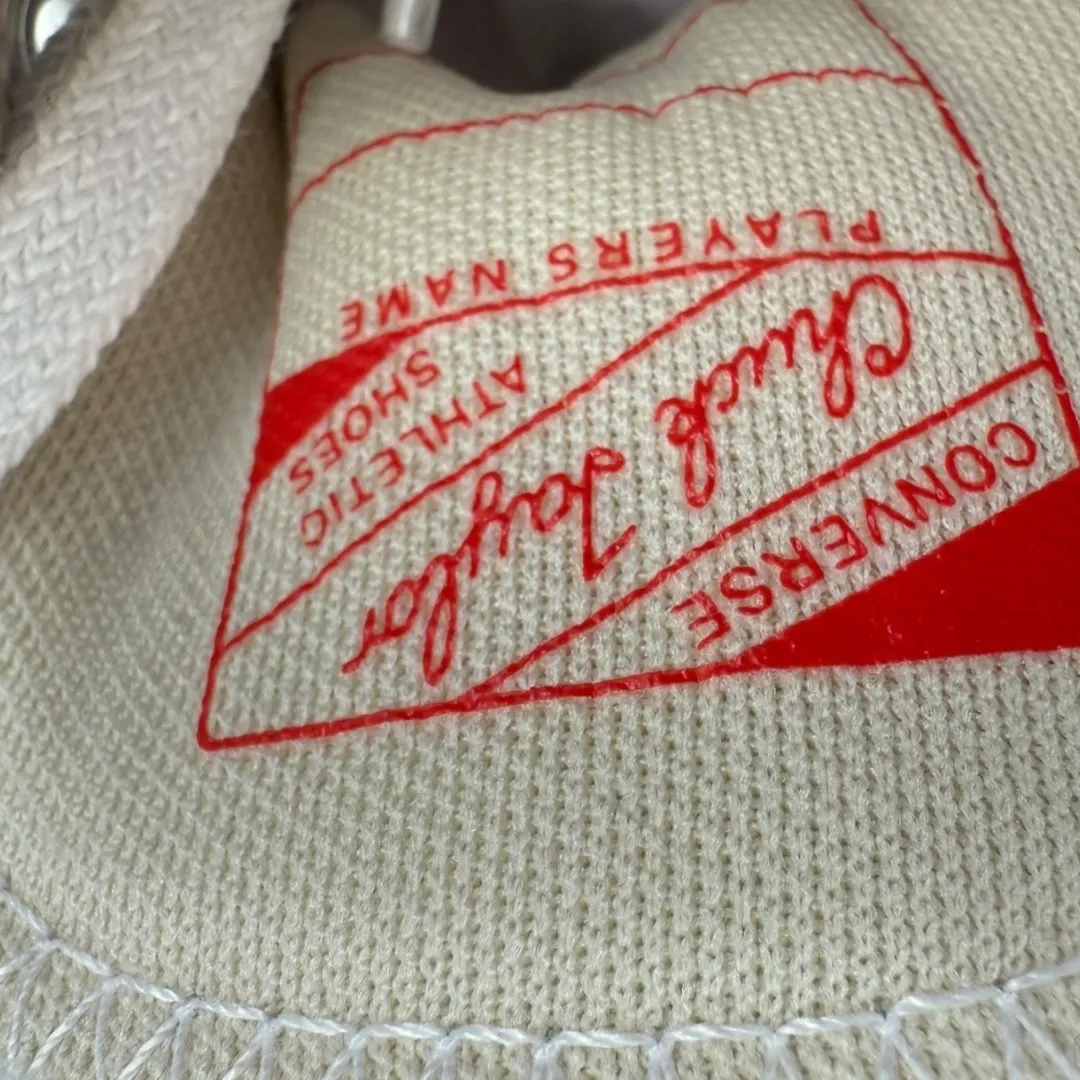 CONVERSE
Chuck Taylor
ATHLETIC
SHOES
PLAYERS NAME